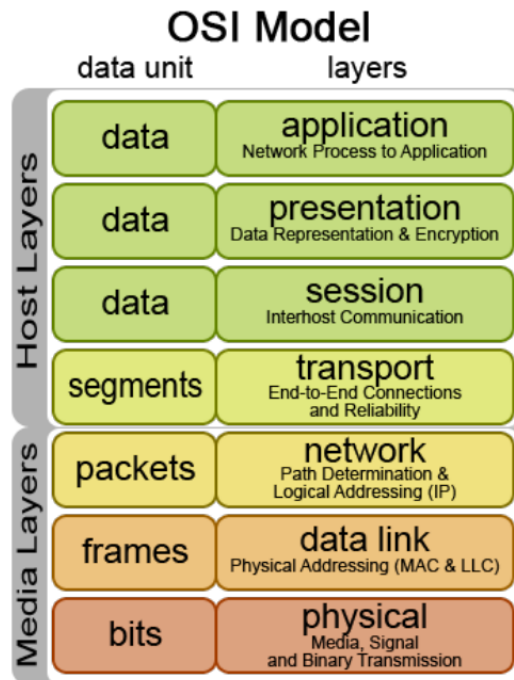 OSI Model
data unit layers
Host Layers
data
application
Network Process to Application
data
presentation
Data Representation & Encryption
data
session
Interhost Communication
segments
transport
End-to-End Connections
and Reliability
Media Layers
packets
network
Path Determination &
Logical Addressing (IP)
frames
data link
Physical Addressing (MAC & LLC)
bits
physical
Media, Signal
and Binary Transmission